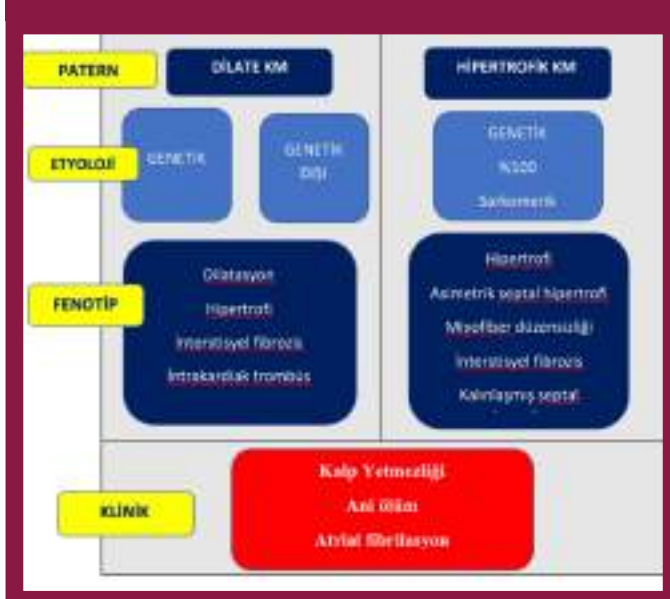 PATERN
DİLATE KM
HİPERTROFİK KM
ETYOLOJİ
GENETİK
GENETİK
DIŞI
GENETİK
%100
Sarkomerik
FENOTİP
Dilatasyon
Hipertrofi
İnterstisyel fibrozis
İntrakardiak trombüs
Hipertrofi
Asimetrik septal hipertrofi
Miyofiber düzensizliği
İnterstisyel fibrozis
Kalınlaşmış septal
KLİNİK
Kalp Yetmezliği
Ani ölüm
Atrial fibrilasyon